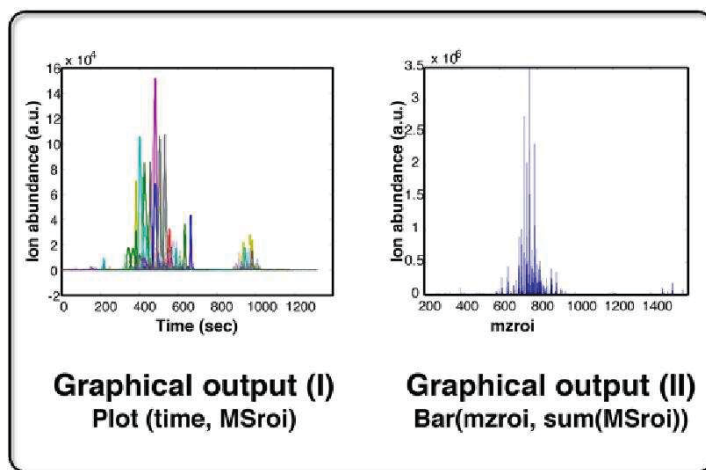 x 10⁴
16
14
12
10
8
6
4
2
0
-2
0 200 400 600 800 1000 1200
Ion abundance (a.u.)
Time (sec)
x 10⁶
3.5
3
2.5
2
1.5
1
0.5
0
200 400 600 800 1000 1200 1400
Ion abundance (a.u.)
mzroi
Graphical output (I)
Plot (time, MSroi)
Graphical output (II)
Bar(mzroi, sum(MSroi))